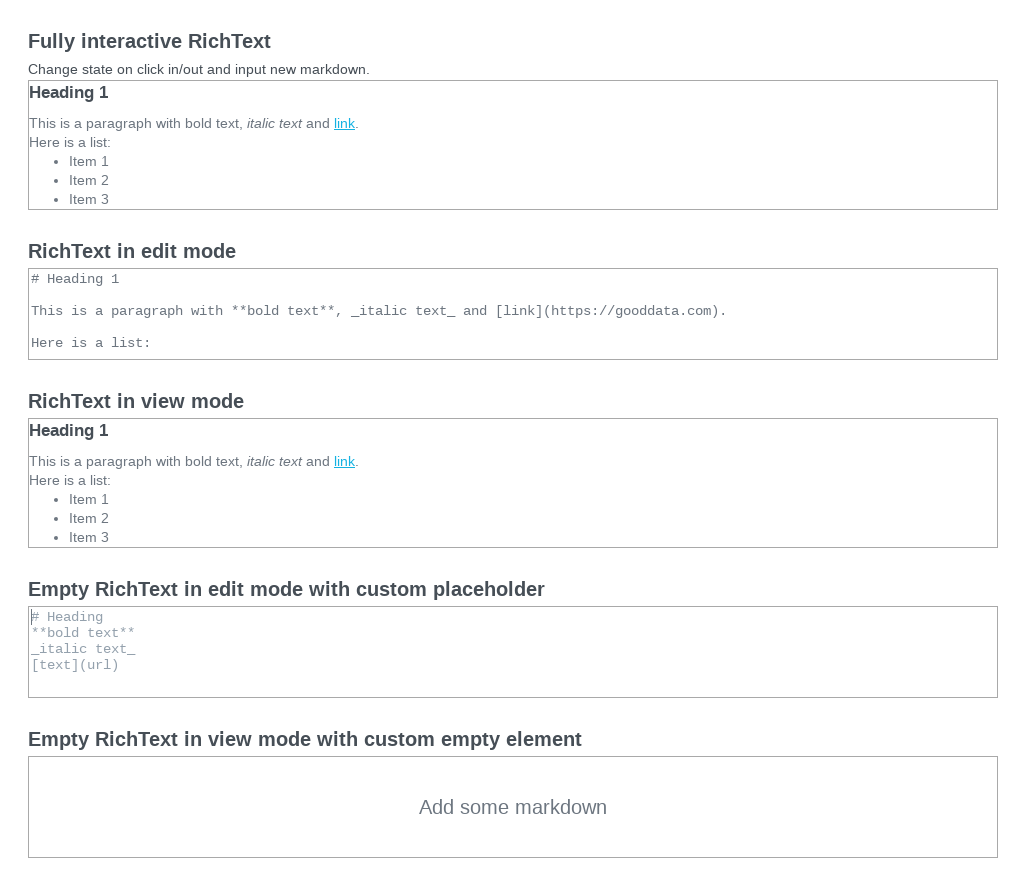 Fully interactive RichText
Change state on click in/out and input new markdown.
Heading 1
This is a paragraph with bold text, italic text and link.
Here is a list:
• Item 1
• Item 2
• Item 3
RichText in edit mode
# Heading 1
This is a paragraph with **bold text**, _italic text_ and [link](https://gooddata.com).
Here is a list:
RichText in view mode
Heading 1
This is a paragraph with bold text, italic text and link.
Here is a list:
• Item 1
• Item 2
• Item 3
Empty RichText in edit mode with custom placeholder
# Heading
**bold text**
_italic text_
[text](url)
Empty RichText in view mode with custom empty element
Add some markdown